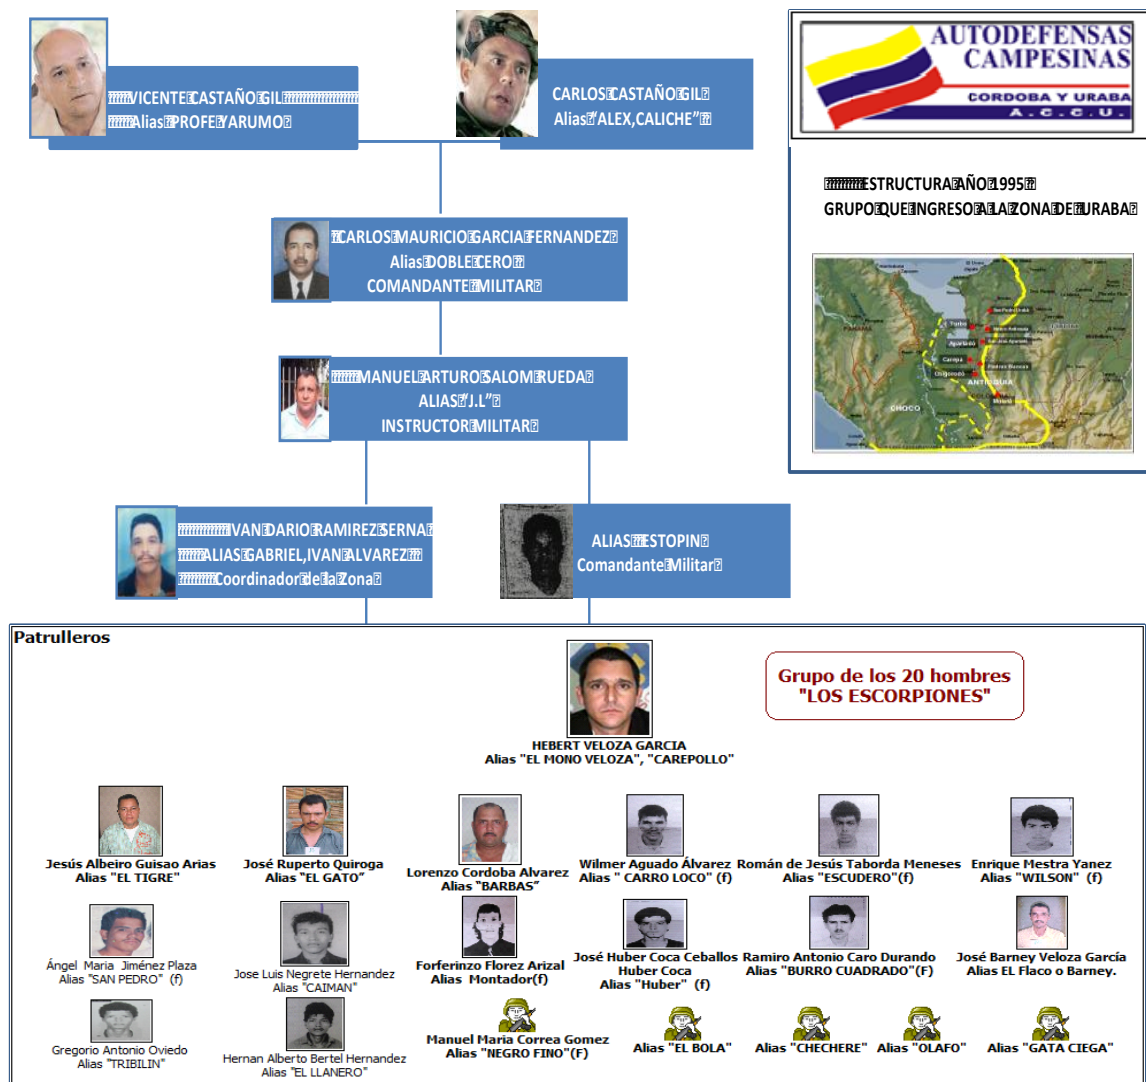 VICENTE CASTAÑO GIL
Alias PROFE YARUMO
CARLOS CASTAÑO GIL
Alias "ALEX,CALICHE"
AUTODEFENSAS
CAMPESINAS
CORDOBA Y URABA
A.C.C.U.
ESTRUCTURA AÑO 1995
GRUPO QUE INGRESO A LA ZONA DE URABA
CARLOS MAURICIO GARCIA FERNANDEZ
Alias DOBLE CERO
COMANDANTE MILITAR
MANUEL ARTURO SALOM RUEDA
ALIAS "J.L"
INSTRUCTOR MILITAR
PANAMÁ
Turbo
Apartadó
Carepa
Chigorodó
ANTIOQUIA
CHOCO
IVAN DARIO RAMIREZ SERNA
ALIAS GABRIEL,IVAN ALVAREZ
Coordinador de la Zona
ALIAS ESTOPIN
Comandante Militar
Patrulleros
Grupo de los 20 hombres
"LOS ESCORPIONES"
HEBERT VELOZA GARCIA
Alias "EL MONO VELOZA", "CAREPOLLO"
Jesús Albeiro Guisao Arias
Alias "EL TIGRE"
José Ruperto Quiroga
Alias "EL GATO"
Lorenzo Cordoba Alvarez
Alias "BARBAS"
Wilmer Aguado Álvarez
Alias " CARRO LOCO" (f)
Román de Jesús Taborda Meneses
Alias "ESCUDERO"(f)
Enrique Mestra Yanez
Alias "WILSON" (f)
Ángel Maria Jiménez Plaza
Alias "SAN PEDRO" (f)
Jose Luis Negrete Hernandez
Alias "CAIMAN"
Forferinzo Florez Arizal
Alias Montador(f)
José Huber Coca Ceballos
Huber Coca
Alias "Huber" (f)
Ramiro Antonio Caro Durando
Alias "BURRO CUADRADO"(F)
José Barney Veloza García
Alias EL Flaco o Barney.
Gregorio Antonio Oviedo
Alias "TRIBILIN"
Hernan Alberto Bertel Hernandez
Alias "EL LLANERO"
Manuel Maria Correa Gomez
Alias "NEGRO FINO"(F)
Alias "EL BOLA"
Alias "CHECHERE"
Alias "OLAFO"
Alias "GATA CIEGA"